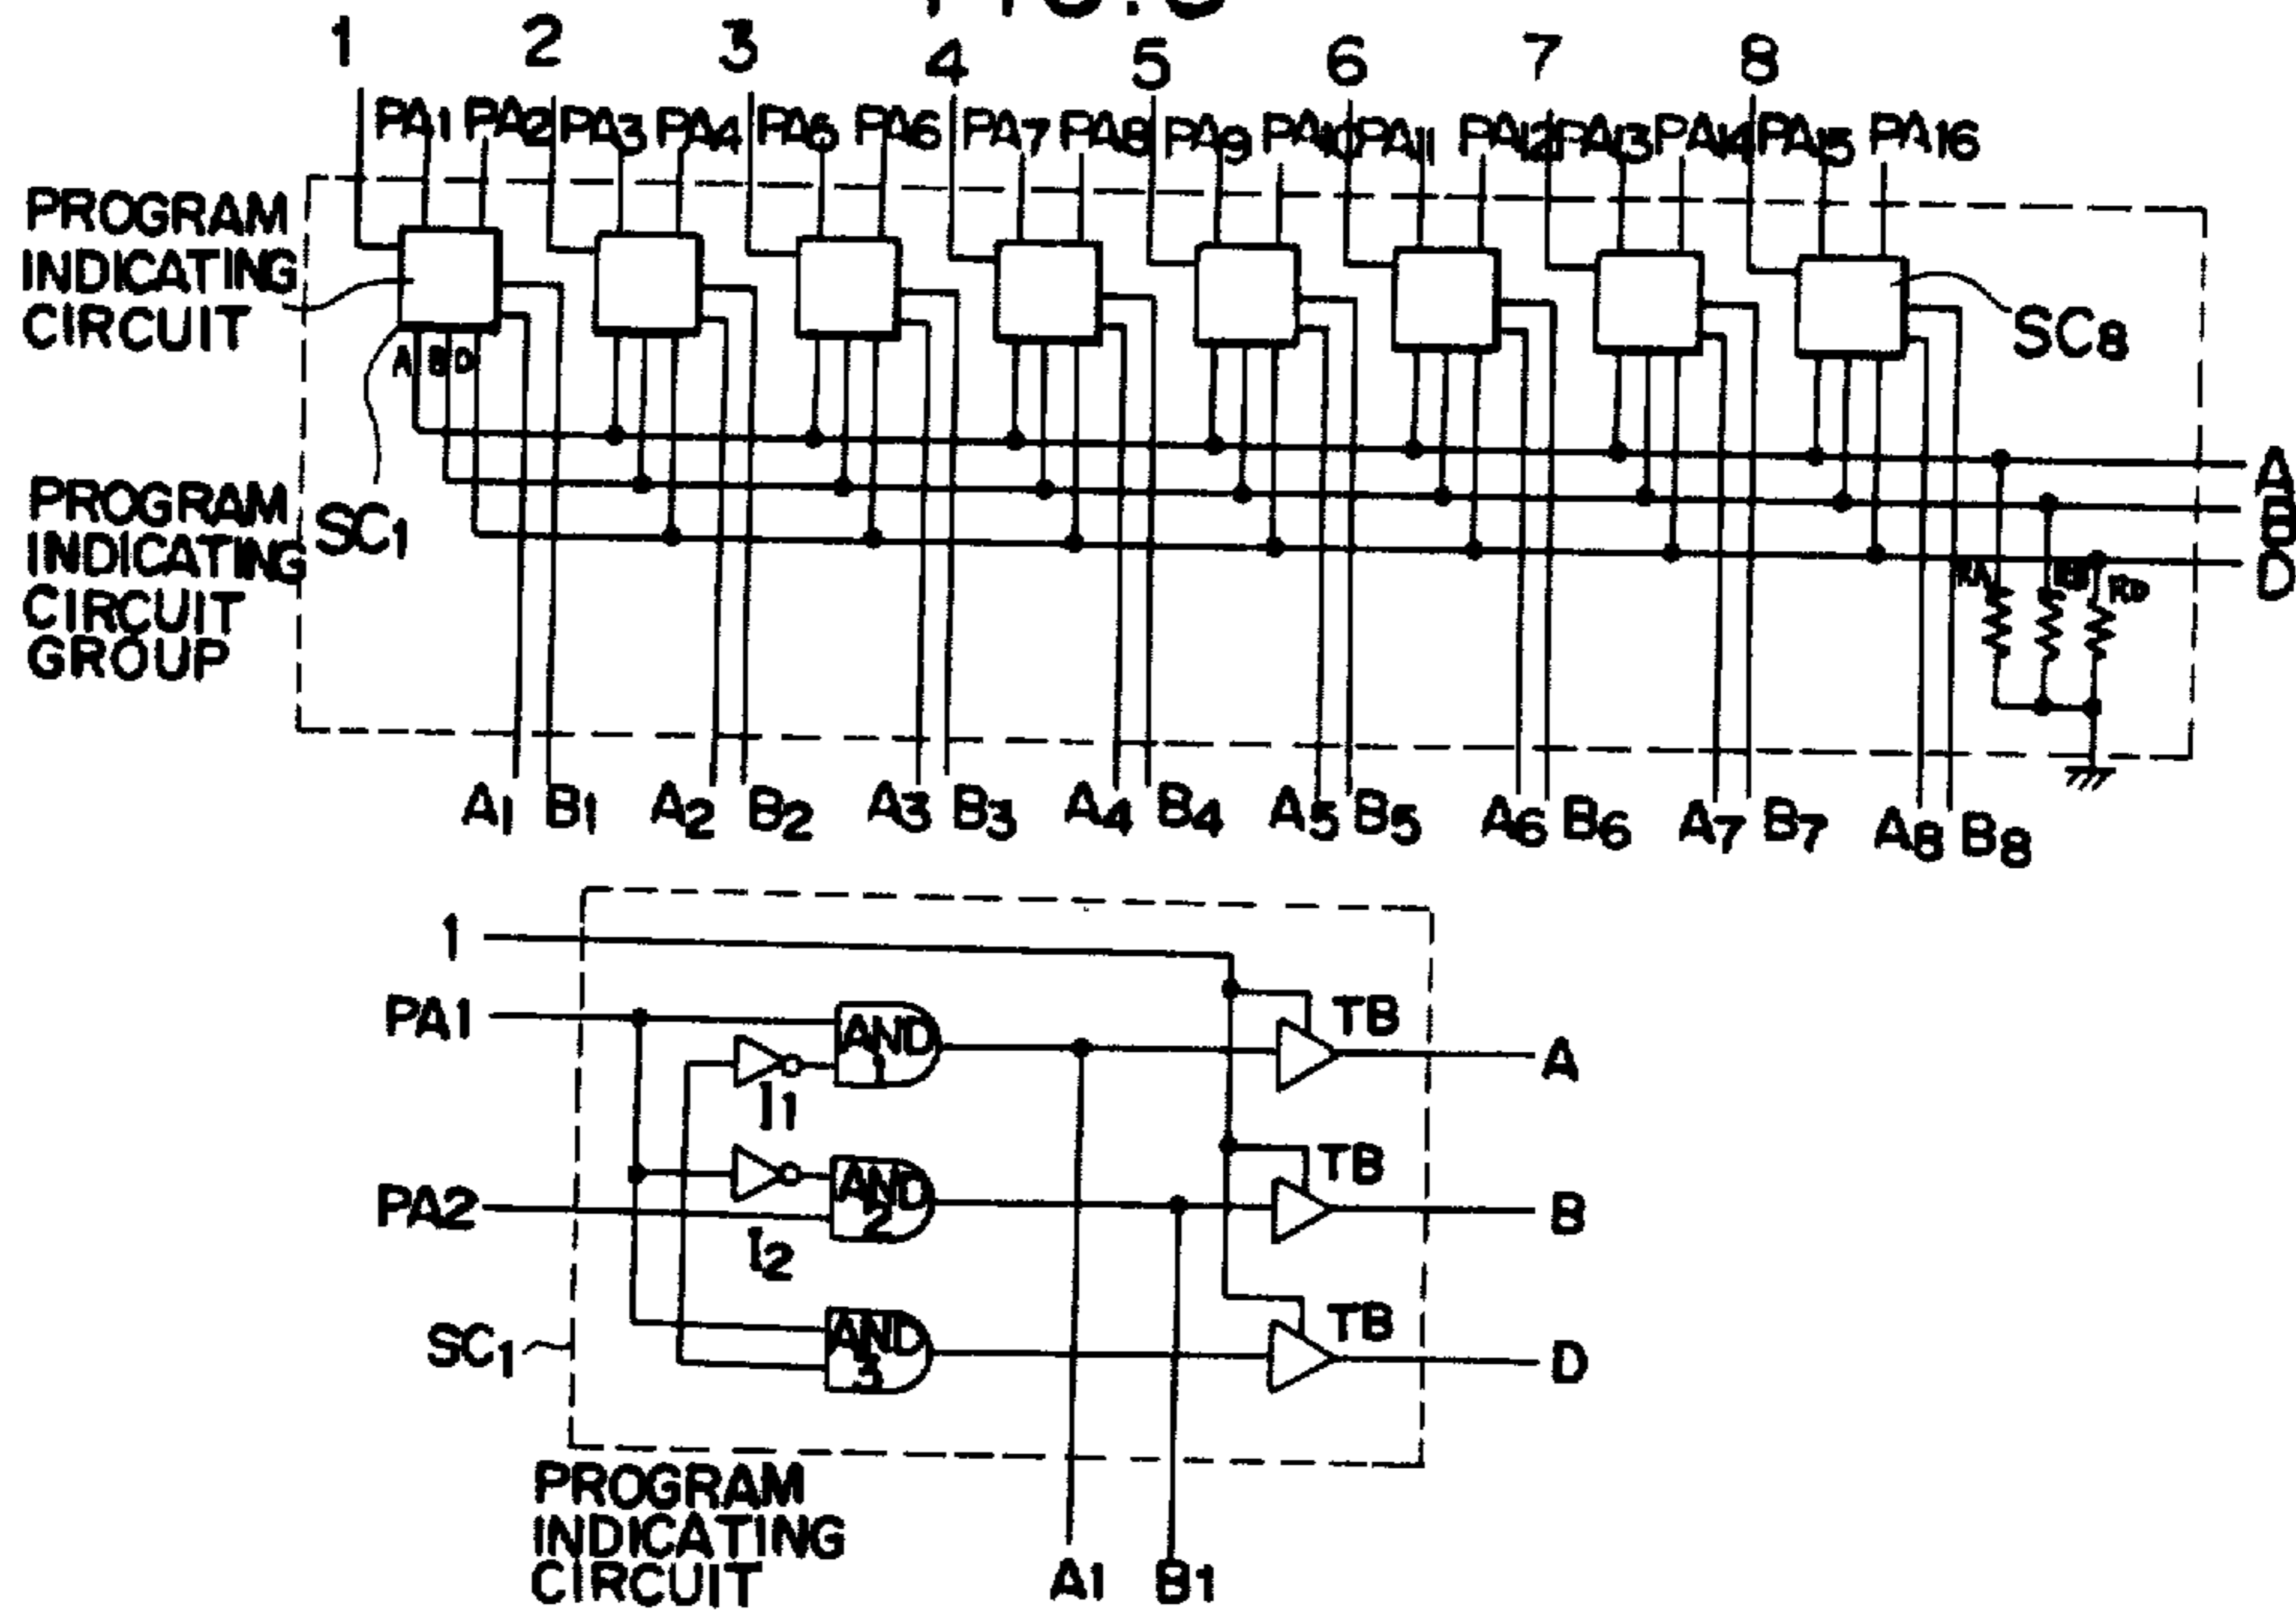 1 2 3 4 5 6 7 8
PA1 PA2 PA3 PA4 PA6 PA6 PA7 PA8 PA9 PA10 PA11 PA12 PA13 PA14 PA15 PA16
PROGRAM
INDICATING
CIRCUIT
SC8
A B D
PROGRAM
INDICATING
CIRCUIT
GROUP
SC1
A
B
D
RA RB RD
A1 B1 A2 B2 A3 B3 A4 B4 A5 B5 A6 B6 A7 B7 A8 B8
1
PA1
AND
1
TB
A
I1
PA2
AND
2
TB
B
I2
SC1
AND
3
TB
D
PROGRAM
INDICATING
CIRCUIT
A1 B1